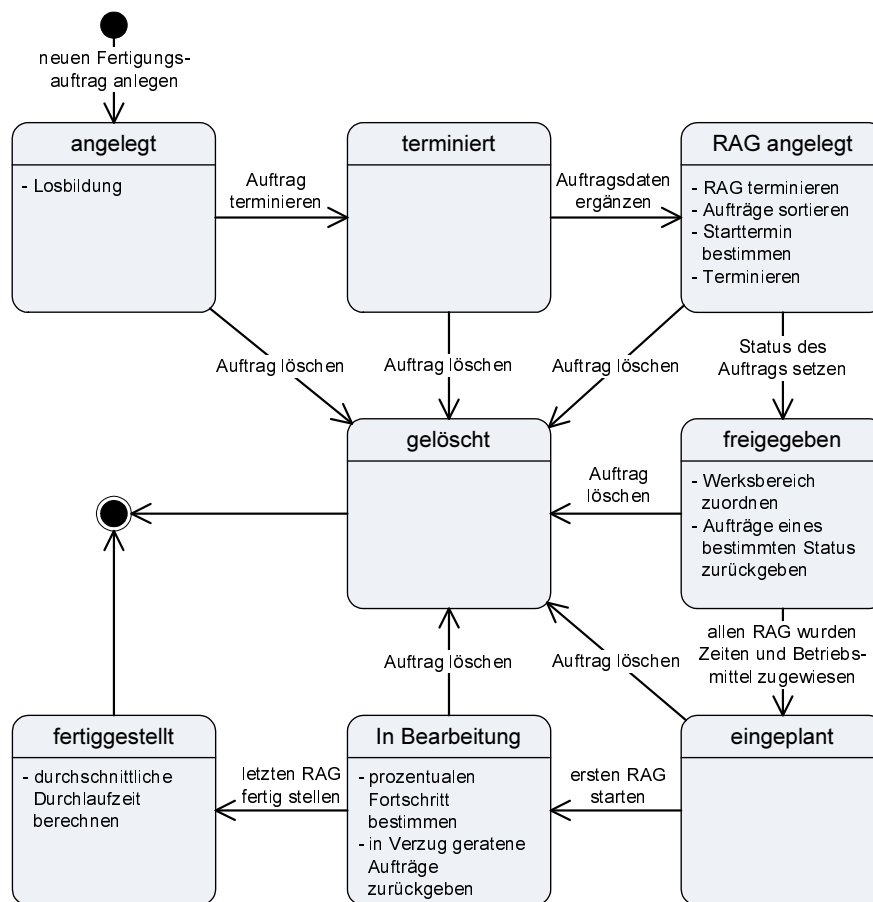 neuen Fertigungs-
auftrag anlegen
angelegt
- Losbildung
Auftrag
terminieren
terminiert
Auftragsdaten
ergänzen
RAG angelegt
- RAG terminieren
- Aufträge sortieren
- Starttermin
bestimmen
- Terminieren
Auftrag löschen
Auftrag löschen
Auftrag löschen
Status des
Auftrags setzen
gelöscht
Auftrag
löschen
freigegeben
- Werksbereich
zuordnen
- Aufträge eines
bestimmten Status
zurückgeben
Auftrag löschen
Auftrag löschen
allen RAG wurden
Zeiten und Betriebs-
mittel zugewiesen
fertiggestellt
- durchschnittliche
Durchlaufzeit
berechnen
letzten RAG
fertig stellen
In Bearbeitung
- prozentualen
Fortschritt
bestimmen
- in Verzug geratene
Aufträge
zurückgeben
ersten RAG
starten
eingeplant